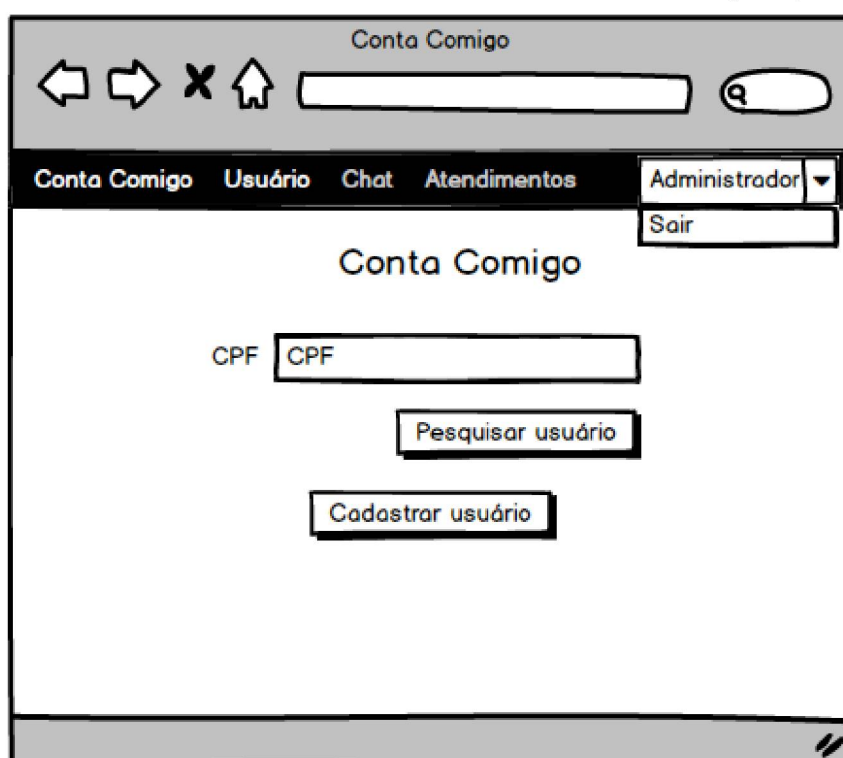 Conta Comigo
Conta Comigo Usuário Chat Atendimentos Administrador
Sair
Conta Comigo
CPF CPF
Pesquisar usuário
Cadastrar usuário